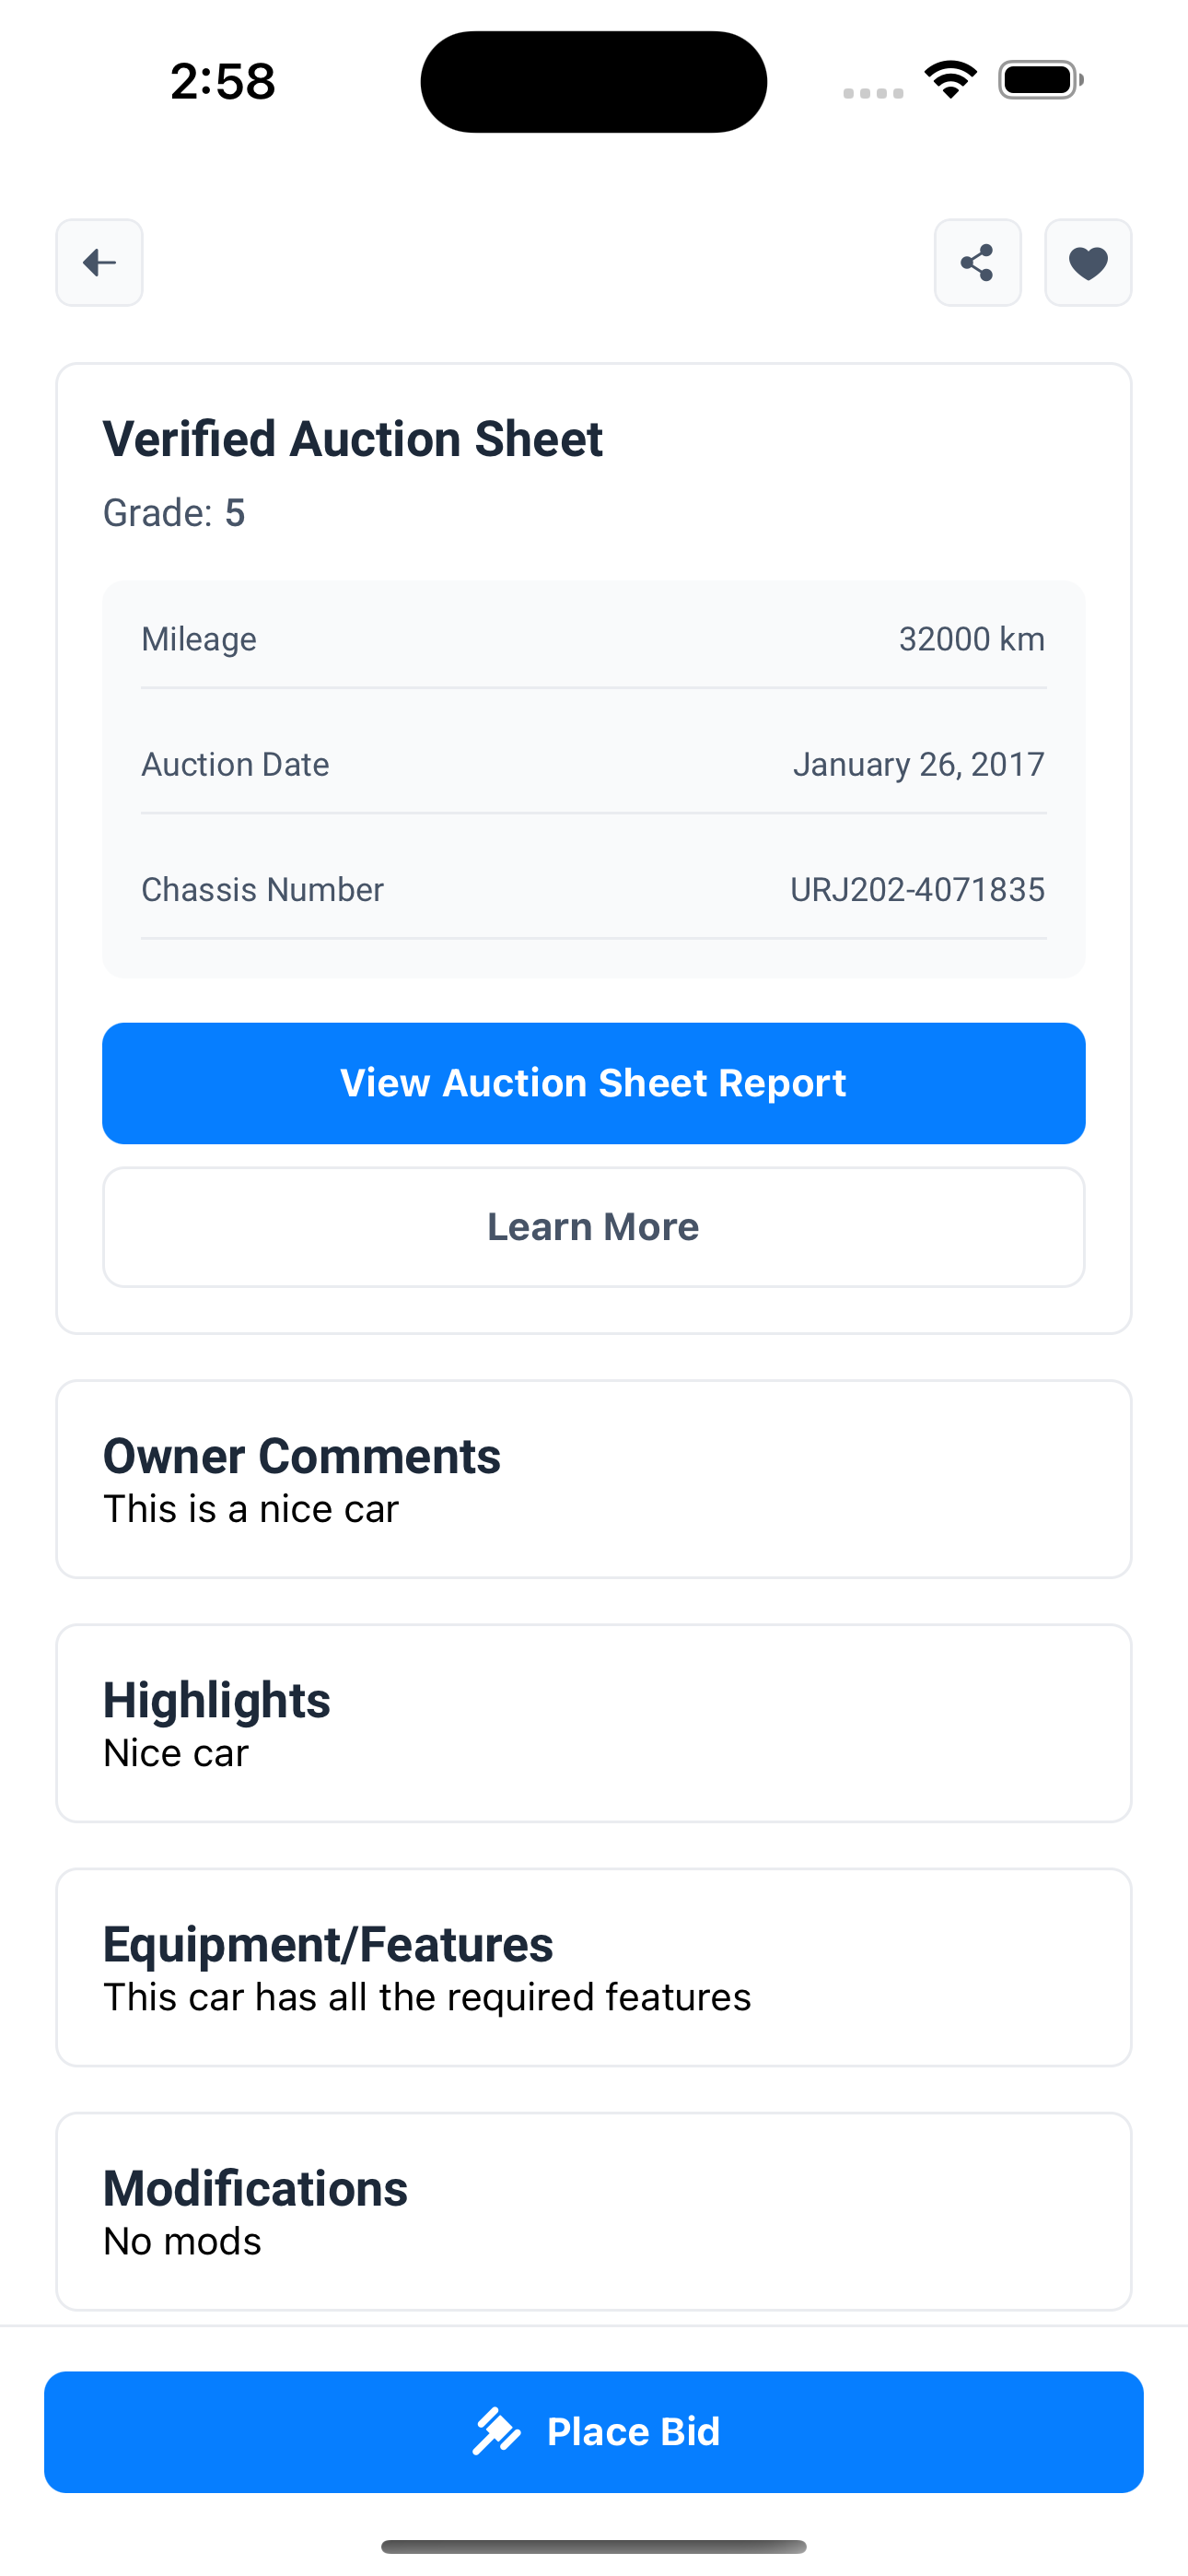 2:58
Verified Auction Sheet
Grade: 5
Mileage 32000 km
Auction Date January 26, 2017
Chassis Number URJ202-4071835
View Auction Sheet Report
Learn More
Owner Comments
This is a nice car
Highlights
Nice car
Equipment/Features
This car has all the required features
Modifications
No mods
Place Bid